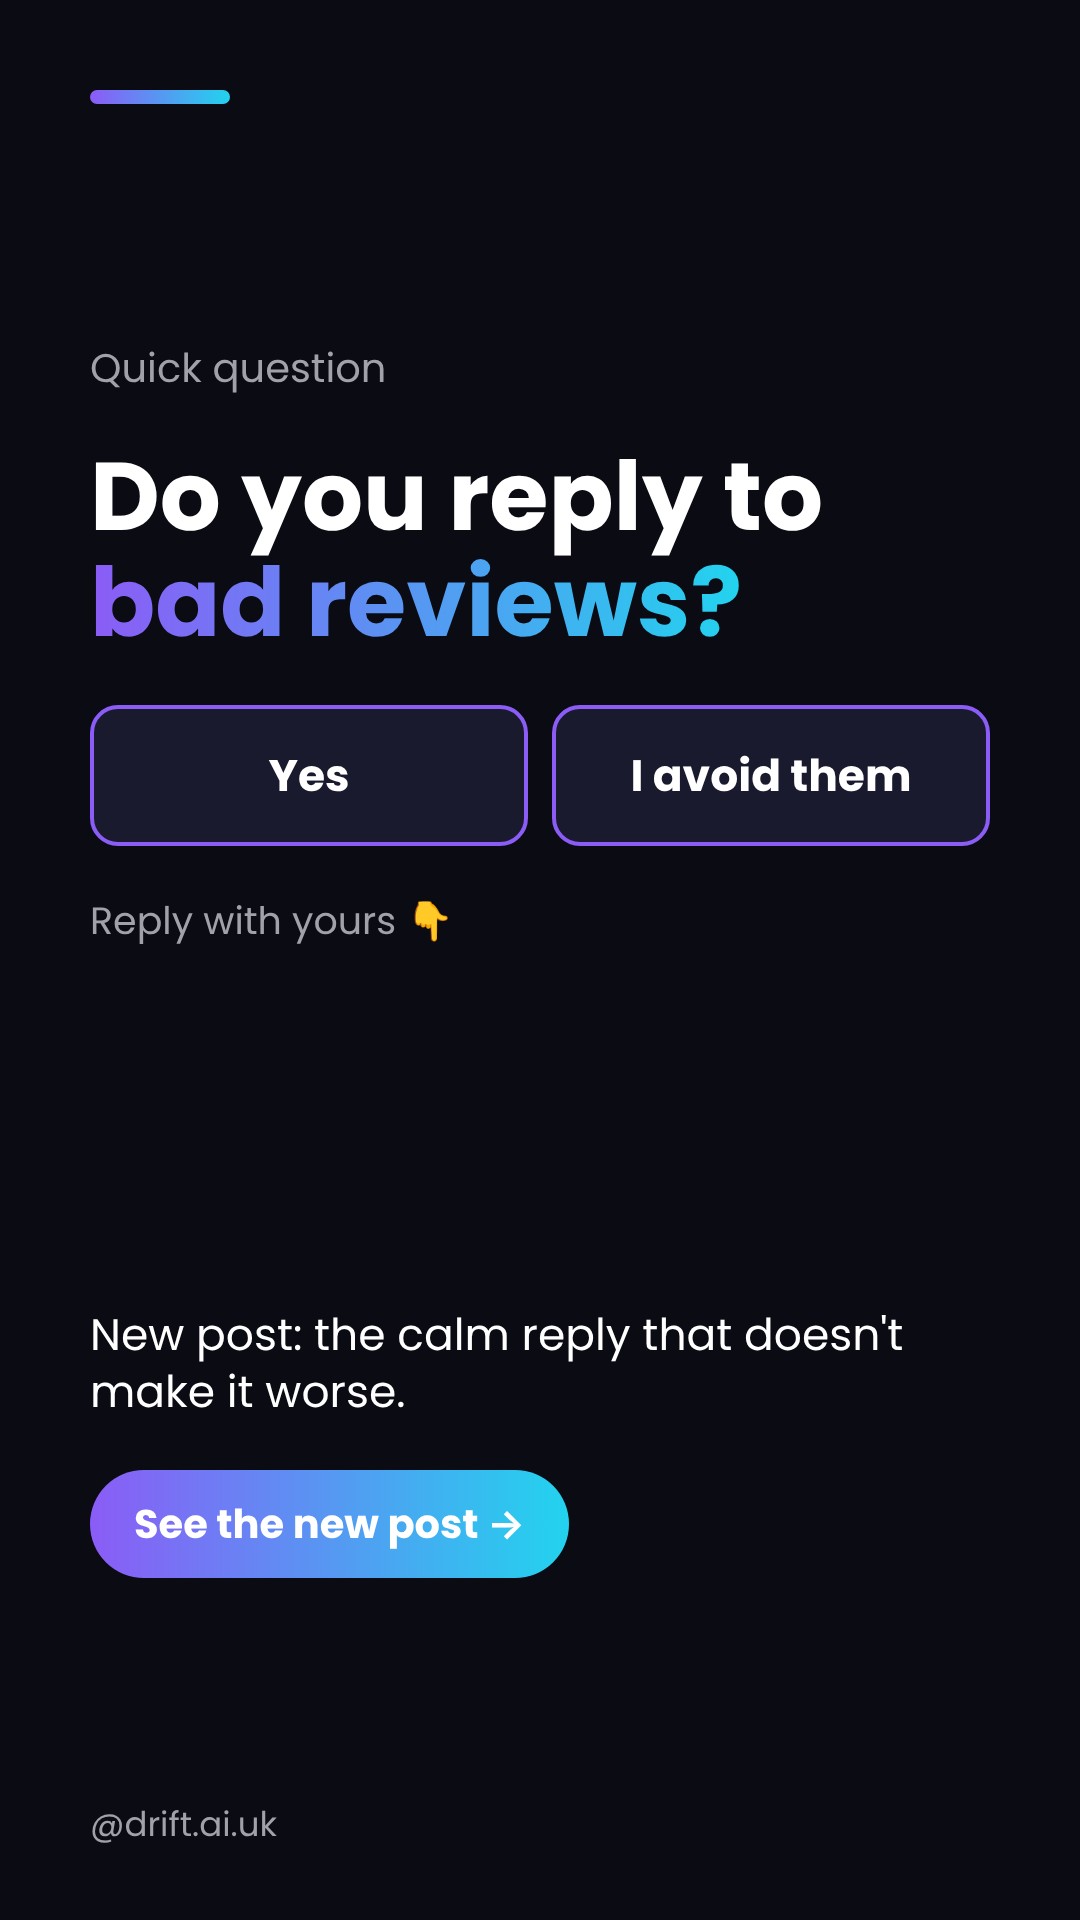 Quick question
Do you reply to
bad reviews?
Yes
I avoid them
Reply with yours 👇
New post: the calm reply that doesn't
make it worse.
See the new post →
@drift.ai.uk